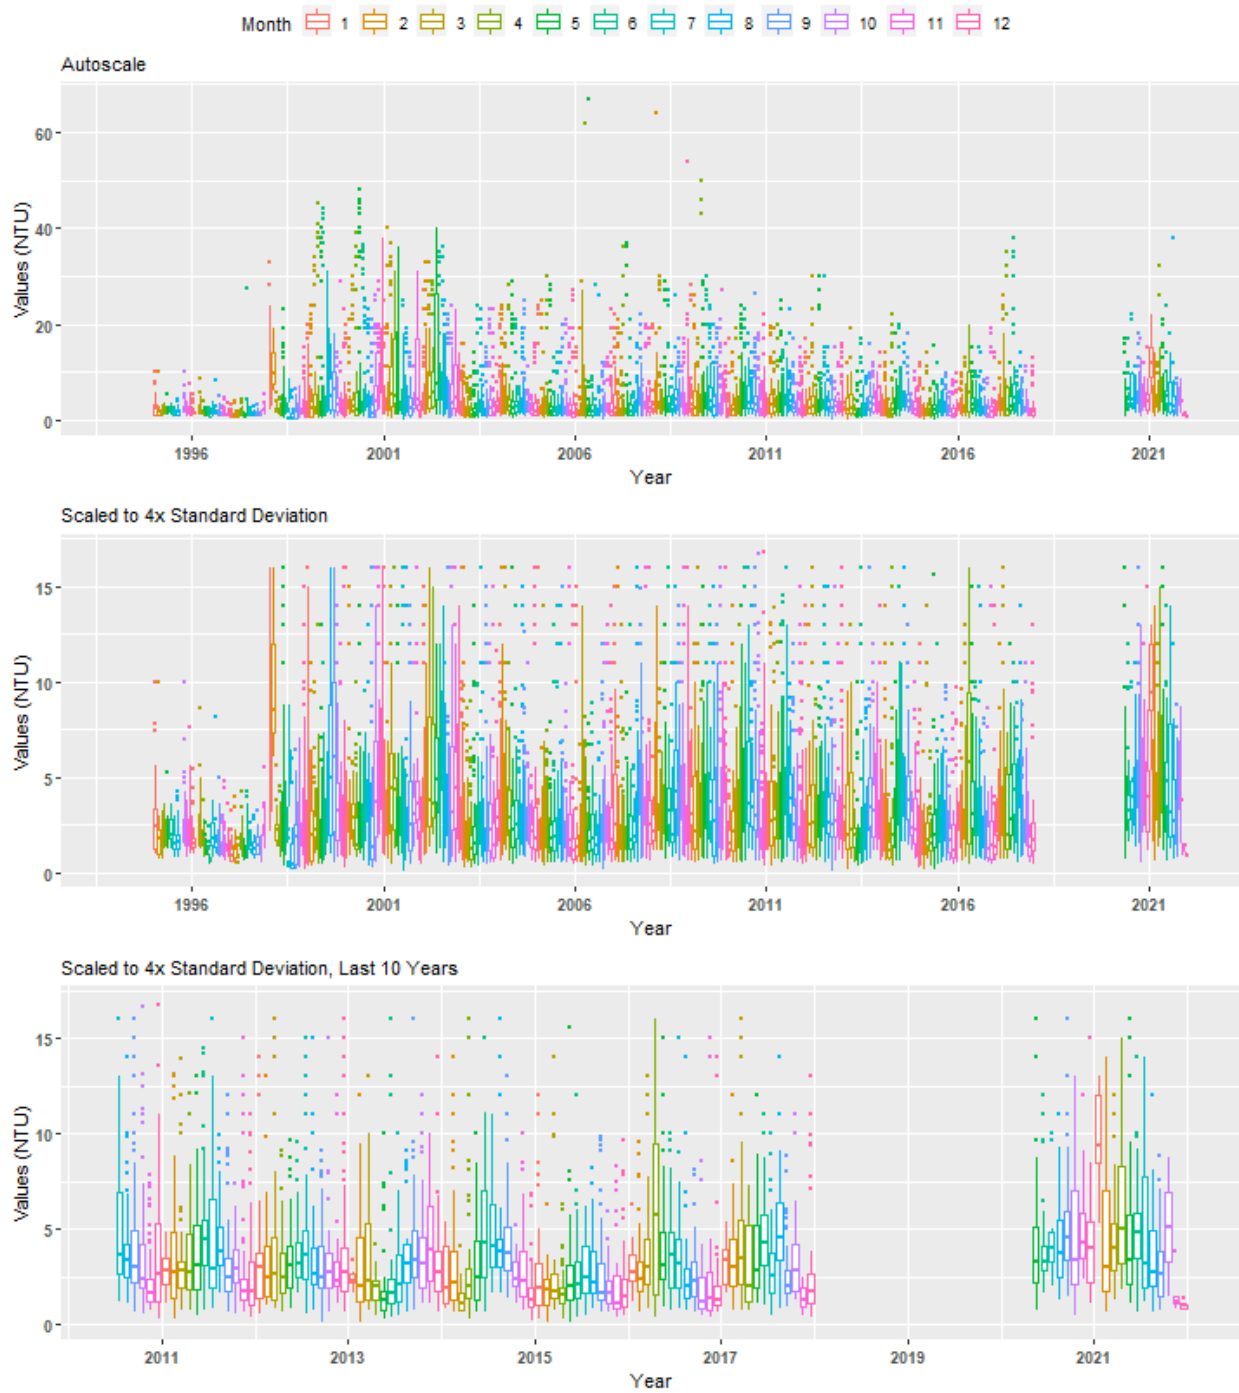 Month 1 2 3 4 5 6 7 8 9 10 11 12
Autoscale
60
40
20
0
Values (NTU)
1996 2001 2006 2011 2016 2021
Year
Scaled to 4x Standard Deviation
15
10
5
0
Values (NTU)
1996 2001 2006 2011 2016 2021
Year
Scaled to 4x Standard Deviation, Last 10 Years
15
10
5
0
Values (NTU)
2011 2013 2015 2017 2019 2021
Year